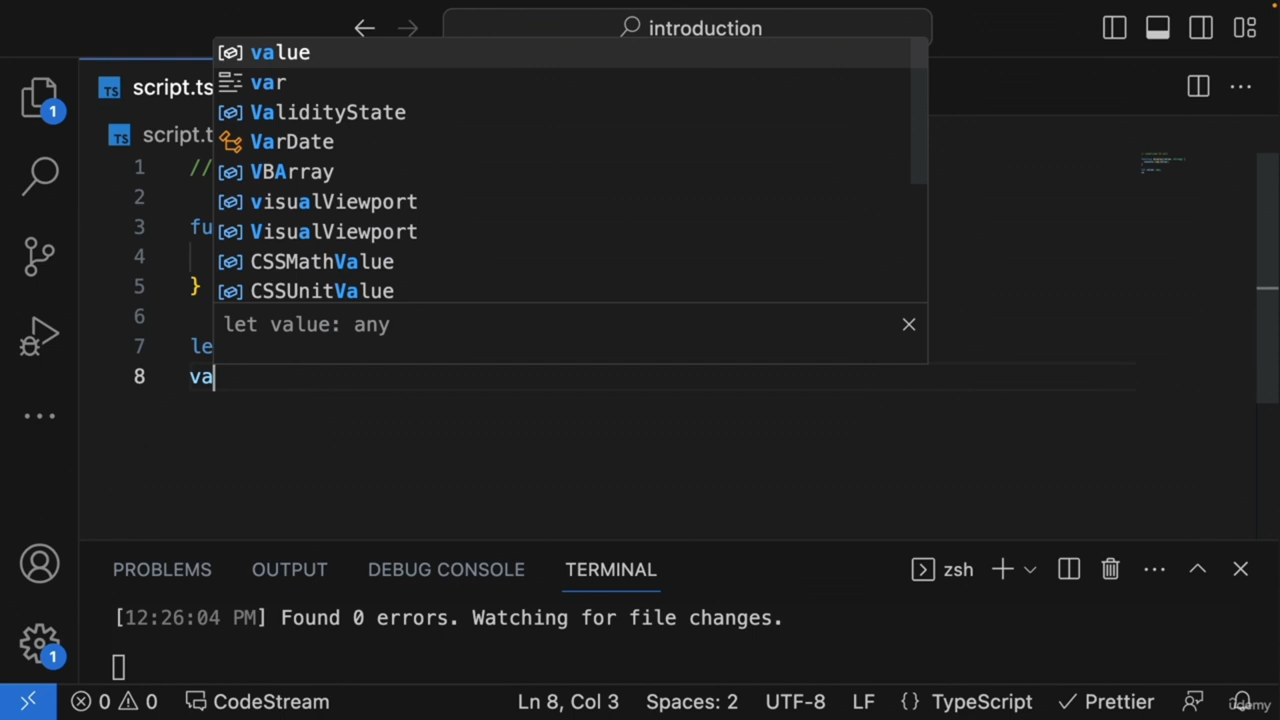 introduction
script.ts
script.t
value
var
ValidityState
VarDate
VBArray
visualViewport
VisualViewport
CSSMathValue
CSSUnitValue
let value: any
1 //
2
3 fu
4
5 }
6
7 le
8 va
1
PROBLEMS OUTPUT DEBUG CONSOLE TERMINAL zsh
[12:26:04 PM] Found 0 errors. Watching for file changes.
1
0 0 CodeStream Ln 8, Col 3 Spaces: 2 UTF-8 LF {} TypeScript Prettier
udemy